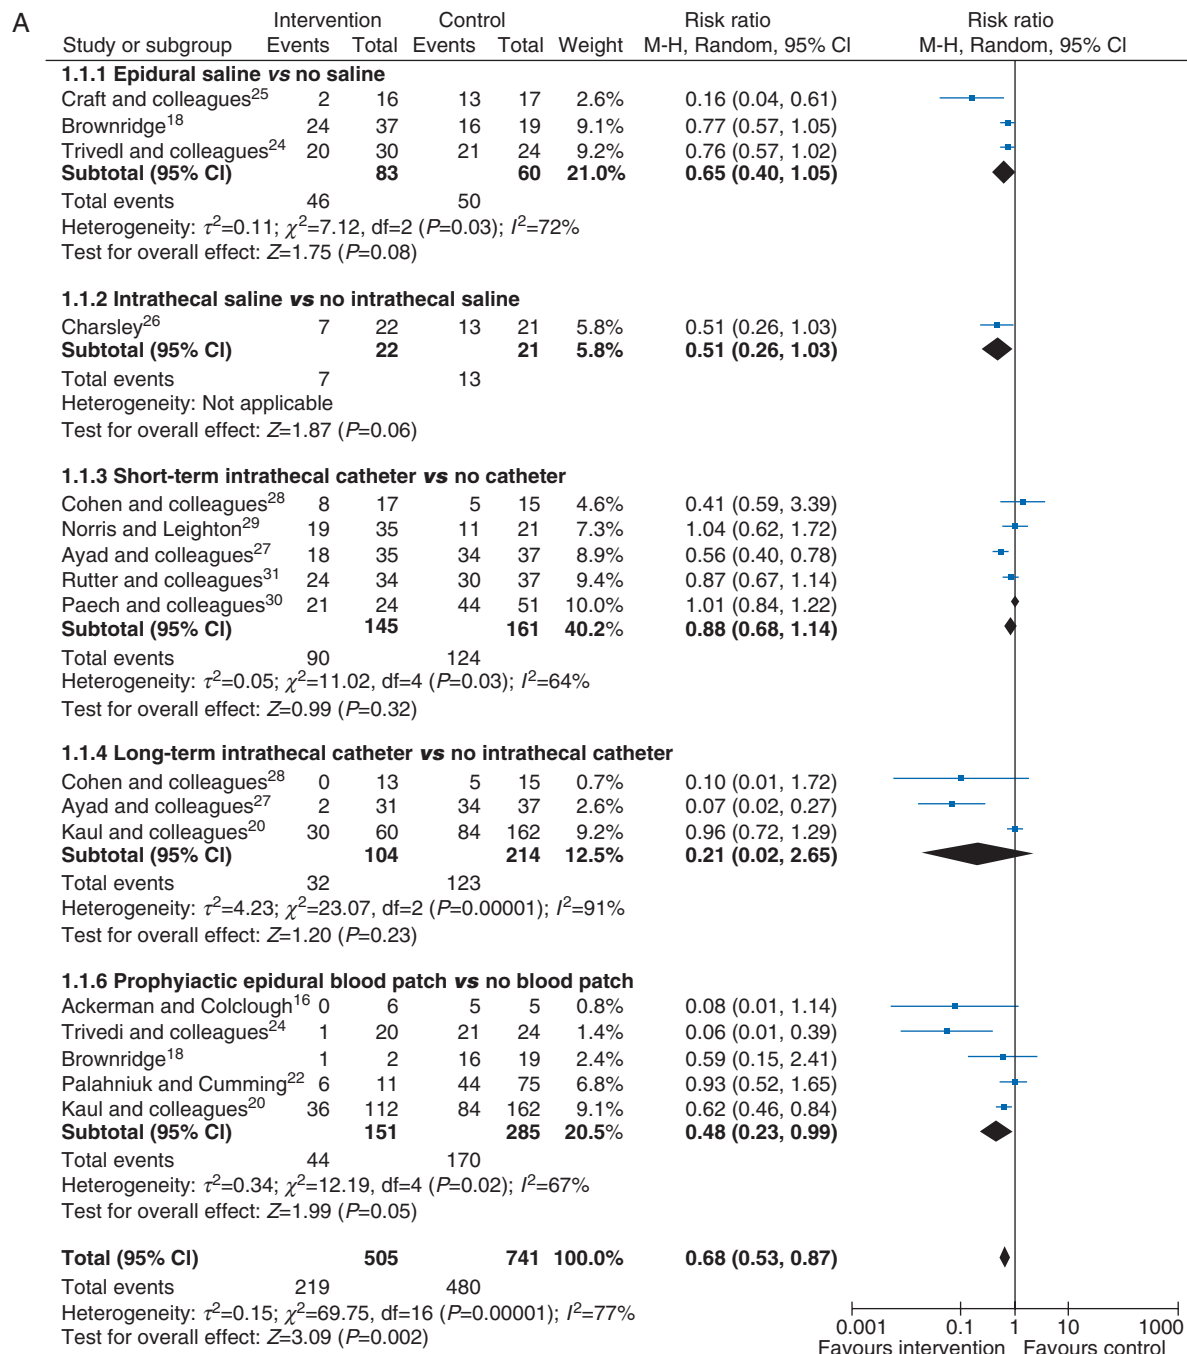 A
Intervention Control Risk ratio Risk ratio
Study or subgroup Events Total Events Total Weight M-H, Random, 95% CI M-H, Random, 95% CI
1.1.1 Epidural saline vs no saline
Craft and colleagues25 2 16 13 17 2.6% 0.16 (0.04, 0.61)
Brownridge18 24 37 16 19 9.1% 0.77 (0.57, 1.05)
Trivedl and colleagues24 20 30 21 24 9.2% 0.76 (0.57, 1.02)
Subtotal (95% CI) 83 60 21.0% 0.65 (0.40, 1.05)
Total events 46 50
Heterogeneity: τ2=0.11; χ2=7.12, df=2 (P=0.03); I2=72%
Test for overall effect: Z=1.75 (P=0.08)
1.1.2 Intrathecal saline vs no intrathecal saline
Charsley26 7 22 13 21 5.8% 0.51 (0.26, 1.03)
Subtotal (95% CI) 22 21 5.8% 0.51 (0.26, 1.03)
Total events 7 13
Heterogeneity: Not applicable
Test for overall effect: Z=1.87 (P=0.06)
1.1.3 Short-term intrathecal catheter vs no catheter
Cohen and colleagues28 8 17 5 15 4.6% 0.41 (0.59, 3.39)
Norris and Leighton29 19 35 11 21 7.3% 1.04 (0.62, 1.72)
Ayad and colleagues27 18 35 34 37 8.9% 0.56 (0.40, 0.78)
Rutter and colleagues31 24 34 30 37 9.4% 0.87 (0.67, 1.14)
Paech and colleagues30 21 24 44 51 10.0% 1.01 (0.84, 1.22)
Subtotal (95% CI) 145 161 40.2% 0.88 (0.68, 1.14)
Total events 90 124
Heterogeneity: τ2=0.05; χ2=11.02, df=4 (P=0.03); I2=64%
Test for overall effect: Z=0.99 (P=0.32)
1.1.4 Long-term intrathecal catheter vs no intrathecal catheter
Cohen and colleagues28 0 13 5 15 0.7% 0.10 (0.01, 1.72)
Ayad and colleagues27 2 31 34 37 2.6% 0.07 (0.02, 0.27)
Kaul and colleagues20 30 60 84 162 9.2% 0.96 (0.72, 1.29)
Subtotal (95% CI) 104 214 12.5% 0.21 (0.02, 2.65)
Total events 32 123
Heterogeneity: τ2=4.23; χ2=23.07, df=2 (P=0.00001); I2=91%
Test for overall effect: Z=1.20 (P=0.23)
1.1.6 Prophyiactic epidural blood patch vs no blood patch
Ackerman and Colclough16 0 6 5 5 0.8% 0.08 (0.01, 1.14)
Trivedi and colleagues24 1 20 21 24 1.4% 0.06 (0.01, 0.39)
Brownridge18 1 2 16 19 2.4% 0.59 (0.15, 2.41)
Palahniuk and Cumming22 6 11 44 75 6.8% 0.93 (0.52, 1.65)
Kaul and colleagues20 36 112 84 162 9.1% 0.62 (0.46, 0.84)
Subtotal (95% CI) 151 285 20.5% 0.48 (0.23, 0.99)
Total events 44 170
Heterogeneity: τ2=0.34; χ2=12.19, df=4 (P=0.02); I2=67%
Test for overall effect: Z=1.99 (P=0.05)
Total (95% CI) 505 741 100.0% 0.68 (0.53, 0.87)
Total events 219 480
Heterogeneity: τ2=0.15; χ2=69.75, df=16 (P=0.00001); I2=77%
Test for overall effect: Z=3.09 (P=0.002)
0.001 0.1 1 10 1000
Favours intervention Favours control